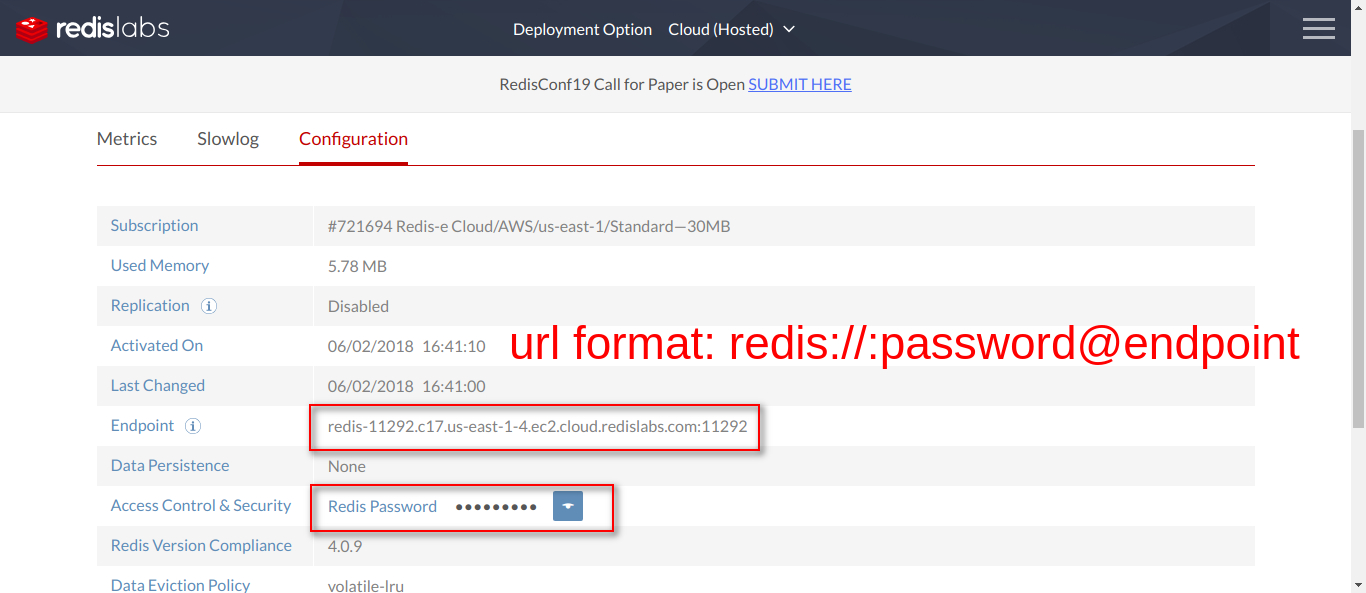 redislabs
Deployment Option Cloud (Hosted)
RedisConf19 Call for Paper is Open SUBMIT HERE
Metrics Slowlog Configuration
Subscription #721694 Redis-e Cloud/AWS/us-east-1/Standard—30MB
Used Memory 5.78 MB
Replication i Disabled
url format: redis://:password@endpoint
Activated On 06/02/2018 16:41:10
Last Changed 06/02/2018 16:41:00
Endpoint i redis-11292.c17.us-east-1-4.ec2.cloud.redislabs.com:11292
Data Persistence None
Access Control & Security Redis Password •••••••••
Redis Version Compliance 4.0.9
Data Eviction Policy volatile-lru